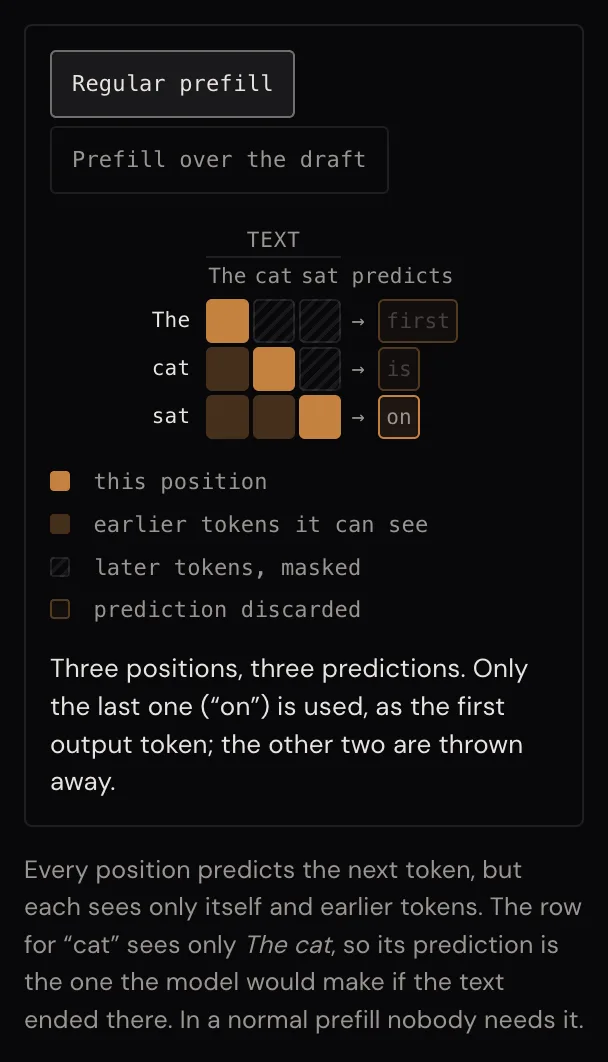 Regular prefill
Prefill over the draft
TEXT
The cat sat predicts
The → first
cat → is
sat → on
this position
earlier tokens it can see
later tokens, masked
prediction discarded
Three positions, three predictions. Only
the last one (“on”) is used, as the first
output token; the other two are thrown
away.
Every position predicts the next token, but
each sees only itself and earlier tokens. The row
for “cat” sees only The cat, so its prediction is
the one the model would make if the text
ended there. In a normal prefill nobody needs it.